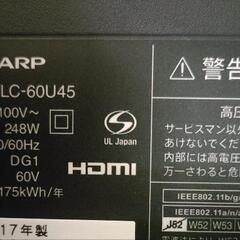 ARP
LC-60U45
100V～
248W
0/60Hz
DG1
60V
175kWh/年
17年製
S
UL Japan
HDMI
警告
高圧
サービスマン以
あけないでくだ
内部には高電圧
万一さわると危
IEEE802.11b/g
IEEE802.11a/n/a
J52 W52 W53 W